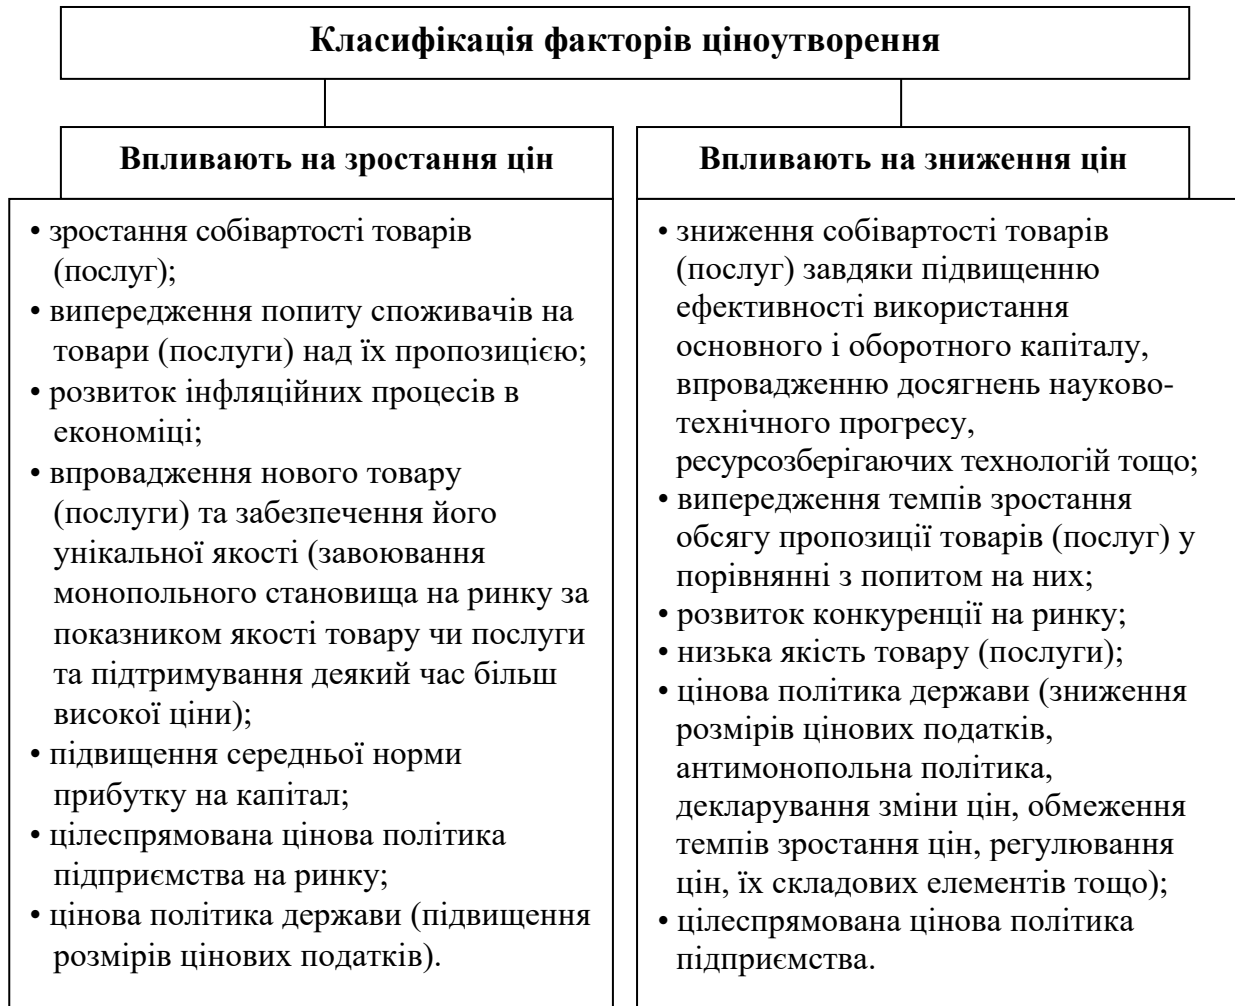 Класифікація факторів ціноутворення
Впливають на зростання цін
• зростання собівартості товарів
(послуг);
• випередження попиту споживачів на
товари (послуги) над їх пропозицією;
• розвиток інфляційних процесів в
економіці;
• впровадження нового товару
(послуги) та забезпечення його
унікальної якості (завоювання
монопольного становища на ринку за
показником якості товару чи послуги
та підтримування деякий час більш
високої ціни);
• підвищення середньої норми
прибутку на капітал;
• цілеспрямована цінова політика
підприємства на ринку;
• цінова політика держави (підвищення
розмірів цінових податків).
Впливають на зниження цін
• зниження собівартості товарів
(послуг) завдяки підвищенню
ефективності використання
основного і оборотного капіталу,
впровадженню досягнень науково-
технічного прогресу,
ресурсозберігаючих технологій тощо;
• випередження темпів зростання
обсягу пропозиції товарів (послуг) у
порівнянні з попитом на них;
• розвиток конкуренції на ринку;
• низька якість товару (послуги);
• цінова політика держави (зниження
розмірів цінових податків,
антимонопольна політика,
декларування зміни цін, обмеження
темпів зростання цін, регулювання
цін, їх складових елементів тощо);
• цілеспрямована цінова політика
підприємства.